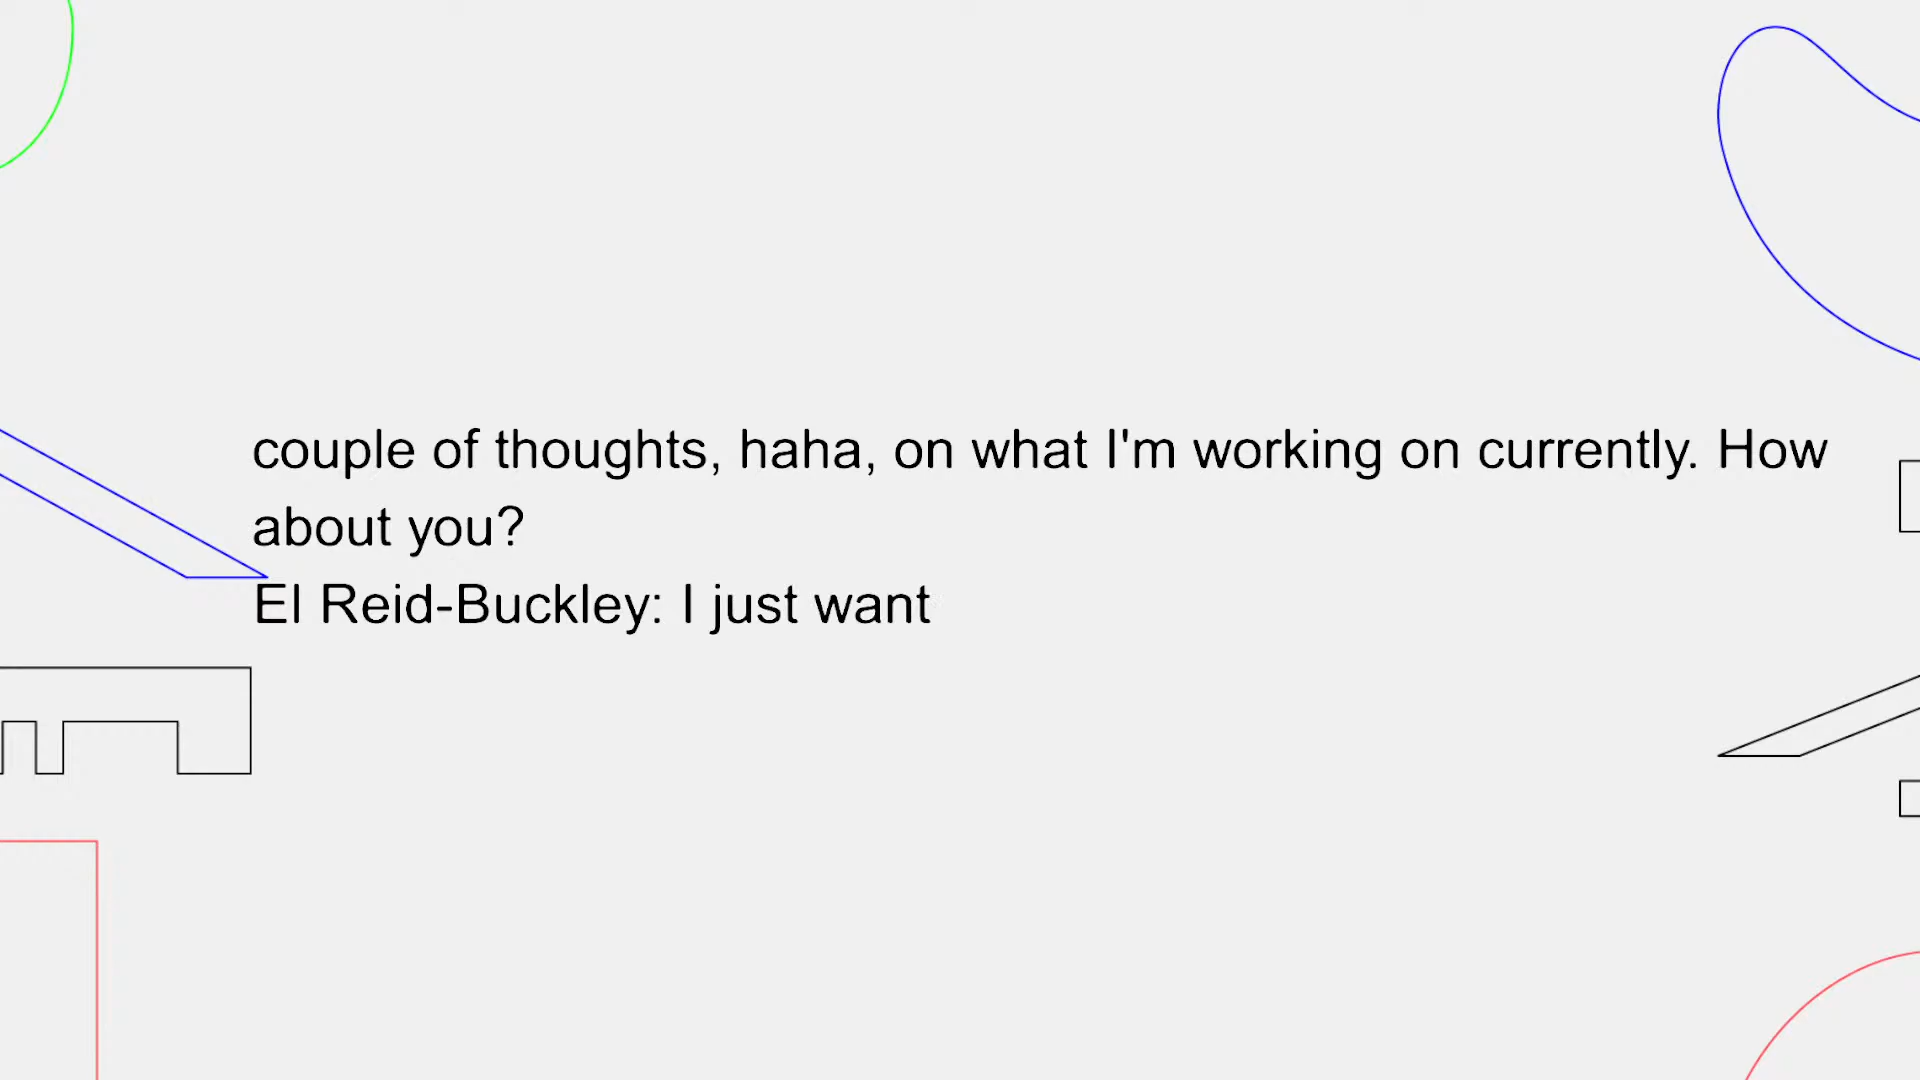 couple of thoughts, haha, on what I'm working on currently. How
about you?
El Reid-Buckley: I just want